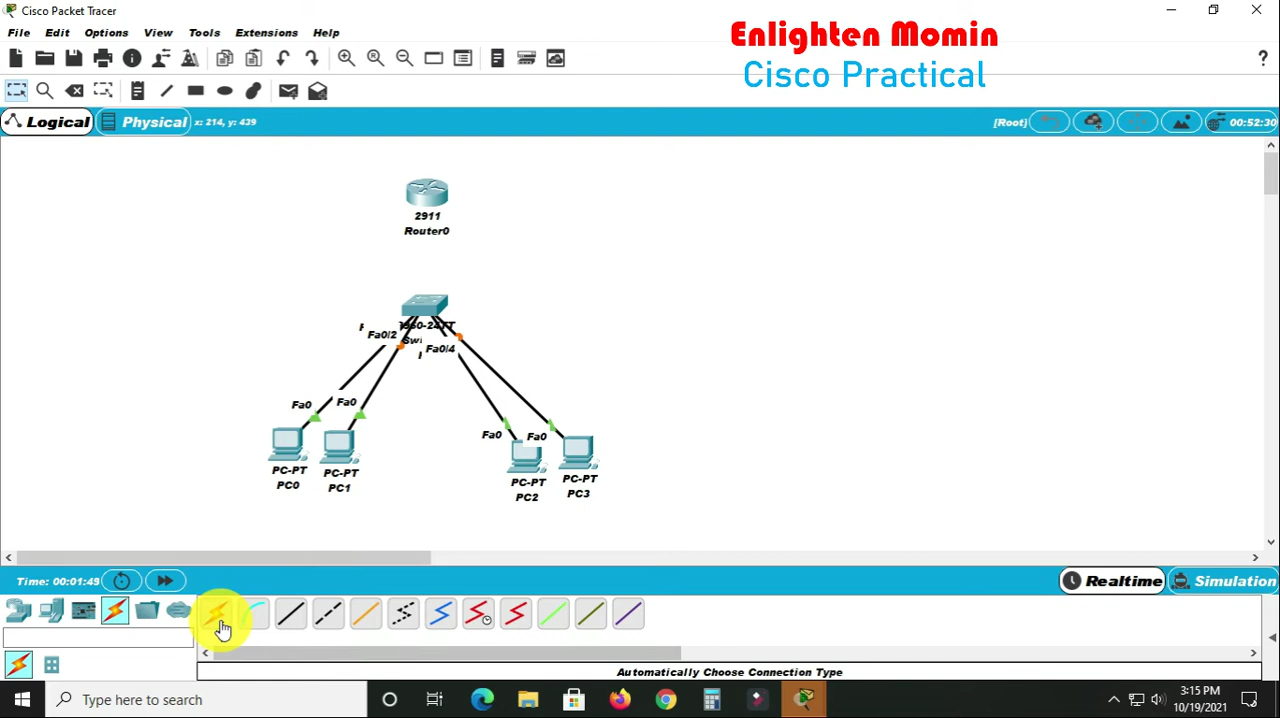 Cisco Packet Tracer
Enlighten Momin
Cisco Practical
File Edit Options View Tools Extensions Help
Logical
Physical
x: 214, y: 439
[Root]
00:52:30
2911
Router0
Fa0/2
Fa0/4
Fa0
Fa0
Fa0
Fa0
PC-PT
PC0
PC-PT
PC1
PC-PT
PC2
PC-PT
PC3
Time: 00:01:49
Realtime
Simulation
Automatically Choose Connection Type
Type here to search
3:15 PM
10/19/2021